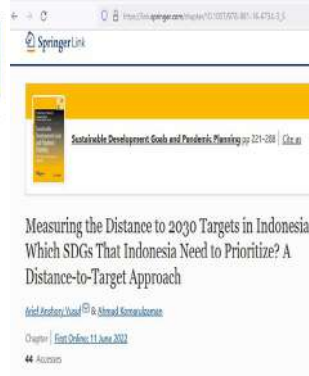 SpringerLink
Sustainable Development Goals and Pandemic Planning pp 221–288 | Cite as
Measuring the Distance to 2030 Targets in Indonesia
Which SDGs That Indonesia Need to Prioritize? A
Distance-to-Target Approach
Arief Anshory Yusuf & Ahmad Komarulzaman
Chapter | First Online: 11 June 2022
44 Accesses